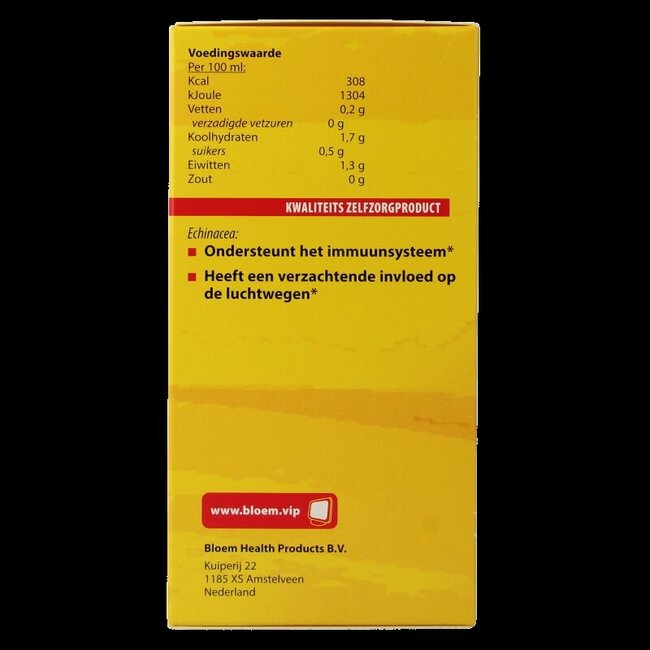 Voedingswaarde
Per 100 ml:
Kcal 308
kJoule 1304
Vetten 0,2 g
verzadigde vetzuren 0 g
Koolhydraten 1,7 g
suikers 0,5 g
Eiwitten 1,3 g
Zout 0 g
KWALITEITS ZELFZORGPRODUCT
Echinacea:
Ondersteunt het immuunsysteem*
Heeft een verzachtende invloed op
de luchtwegen*
www.bloem.vip
Bloem Health Products B.V.
Kuiperij 22
1185 XS Amstelveen
Nederland